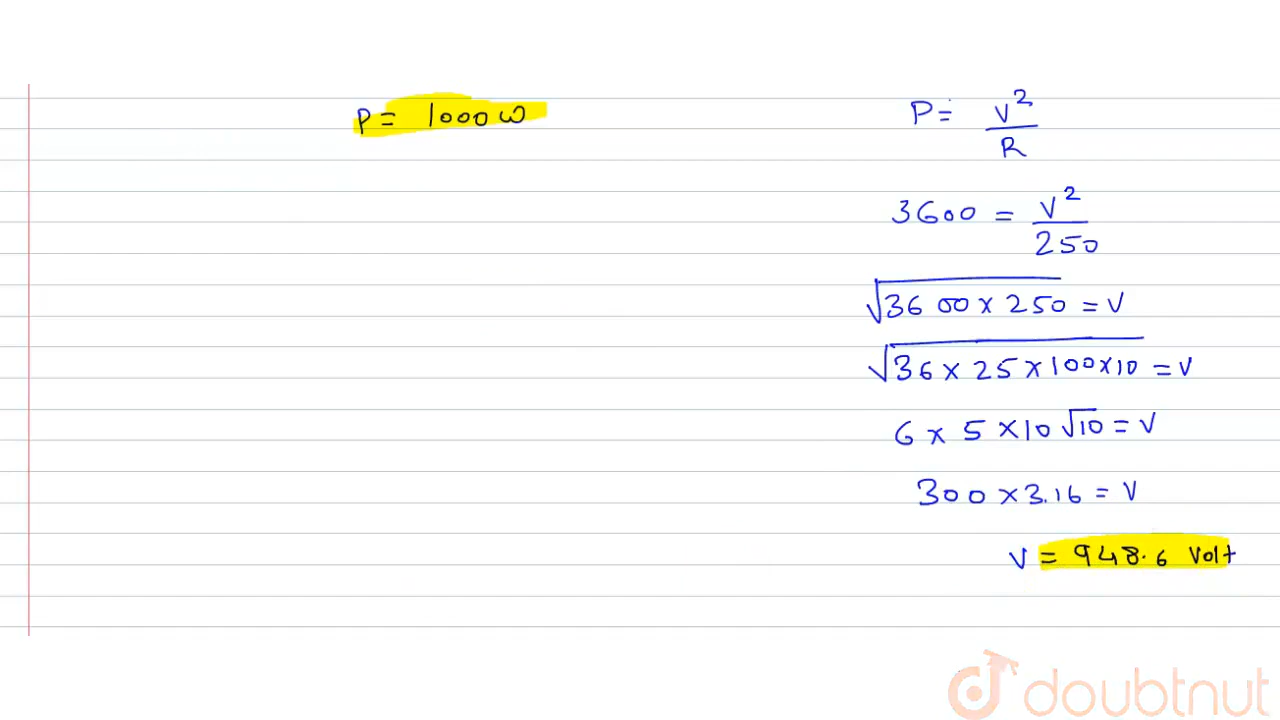 P = 1000 W
P = V²/R
3600 = V²/250
√3600 × 250 = V
√36 × 25 × 100 × 10 = V
6 × 5 × 10 √10 = V
300 × 3.16 = V
V = 948.6 Volt
doubtnut